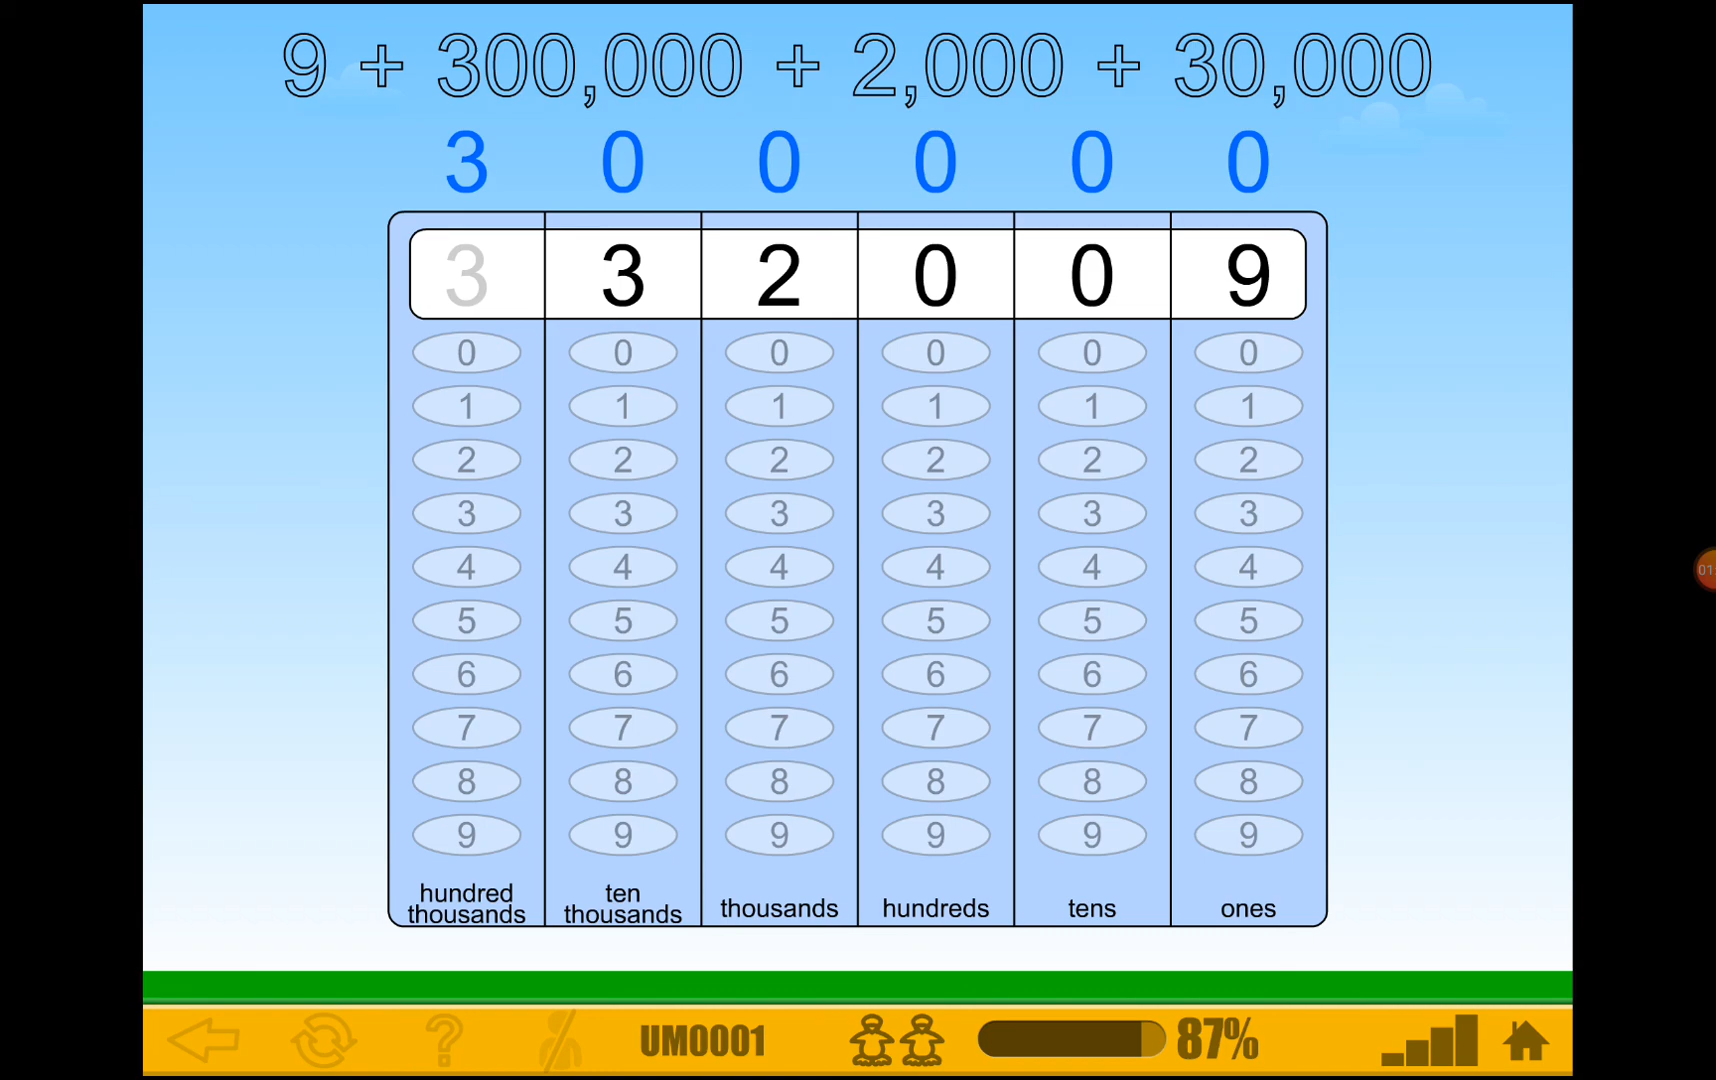 9 + 300,000 + 2,000 + 30,000
3 0 0 0 0 0
3 3 2 0 0 9
0 0 0 0 0 0
1 1 1 1 1 1
2 2 2 2 2 2
3 3 3 3 3 3
4 4 4 4 4 4
5 5 5 5 5 5
6 6 6 6 6 6
7 7 7 7 7 7
8 8 8 8 8 8
9 9 9 9 9 9
hundred thousands ten thousands thousands hundreds tens ones
? UM0001 87%